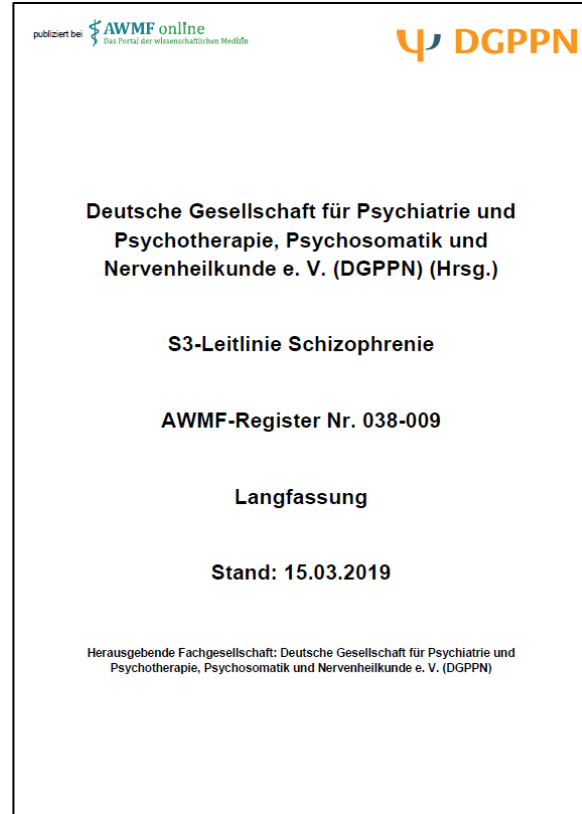 publiziert bei AWMF online
Das Portal der wissenschaftlichen Medizin
DGPPN
Deutsche Gesellschaft für Psychiatrie und
Psychotherapie, Psychosomatik und
Nervenheilkunde e. V. (DGPPN) (Hrsg.)
S3-Leitlinie Schizophrenie
AWMF-Register Nr. 038-009
Langfassung
Stand: 15.03.2019
Herausgebende Fachgesellschaft: Deutsche Gesellschaft für Psychiatrie und
Psychotherapie, Psychosomatik und Nervenheilkunde e. V. (DGPPN)